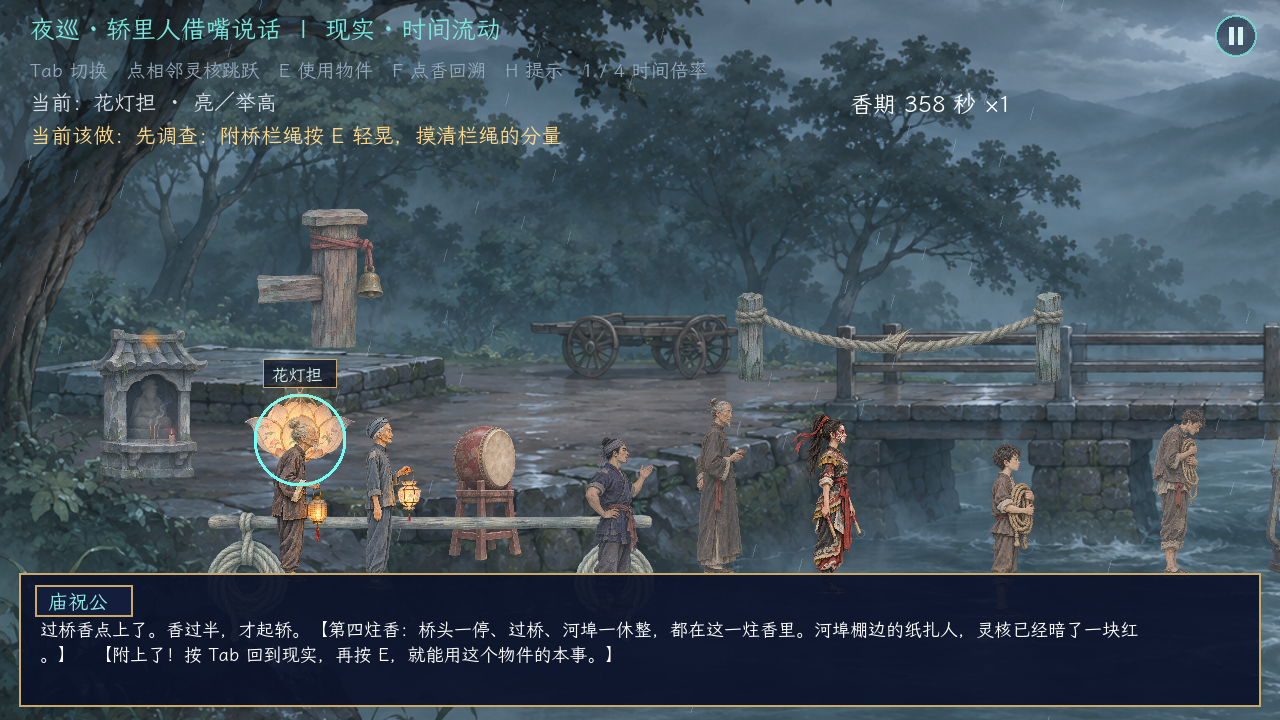 夜巡·轿里人借嘴说话 | 现实·时间流动
Tab 切换 点相邻灵核跳跃 E 使用物件 F 点香回溯 H 提示 1 / 4 时间倍率
当前：花灯担 · 亮／举高
香期 358 秒 ×1
当前该做：先调查：附桥栏绳按 E 轻晃，摸清栏绳的分量
花灯担
庙祝公
过桥香点上了。香过半，才起轿。【第四炷香：桥头一停、过桥、河埠一休整，都在这一炷香里。河埠棚边的纸扎人，灵核已经暗了一块红
。】 【附上了！按 Tab 回到现实，再按 E，就能用这个物件的本事。】